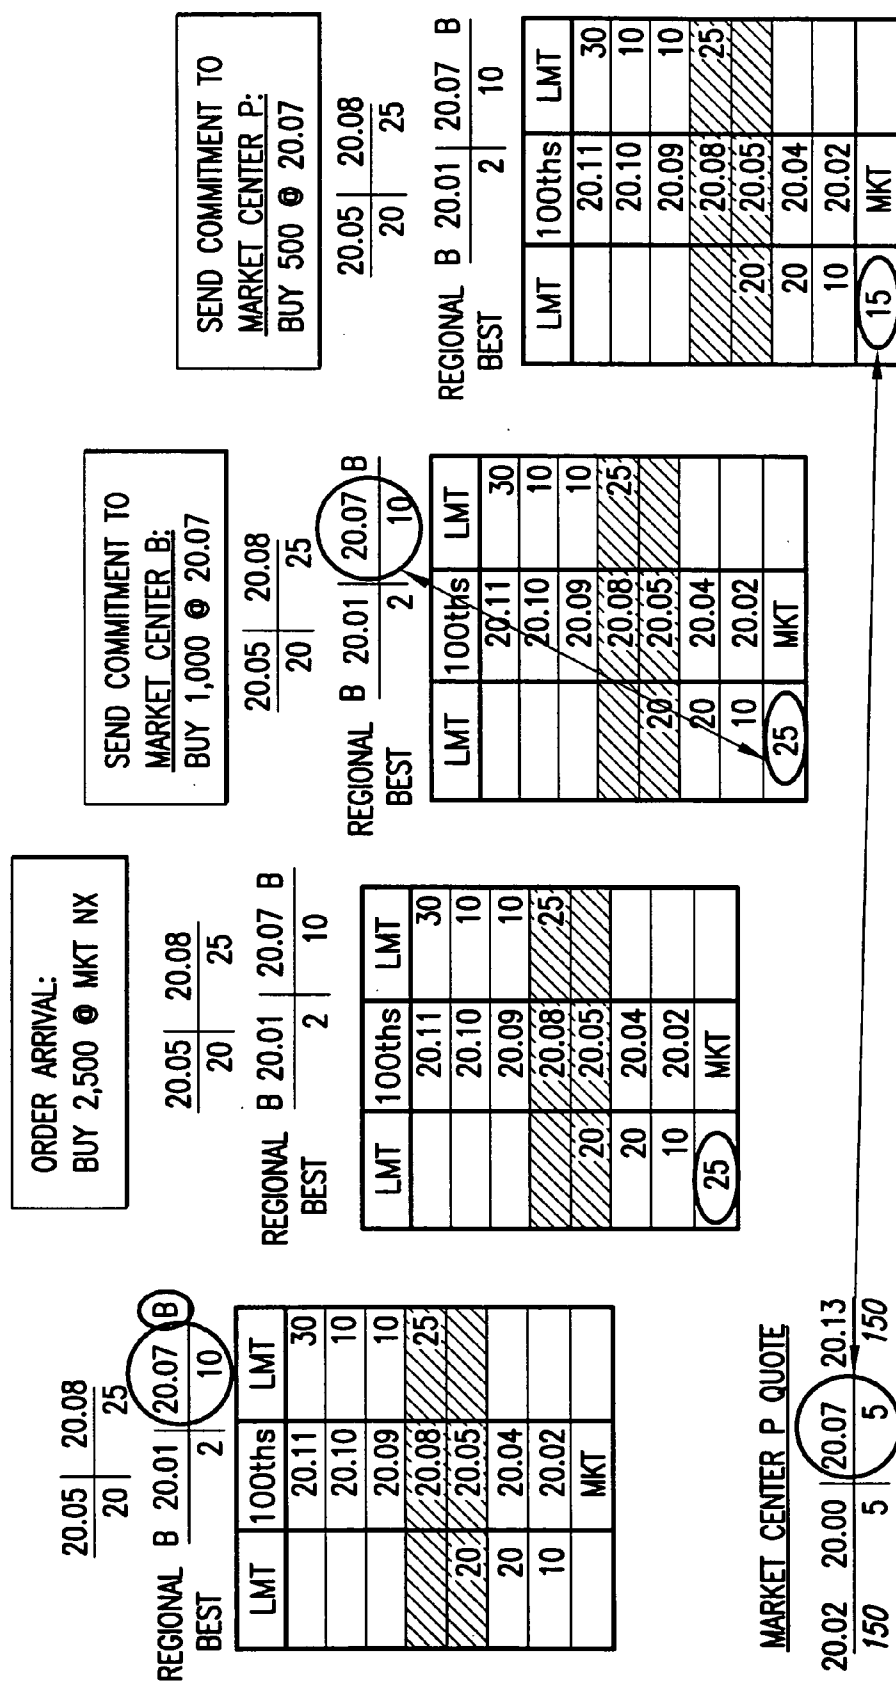 20.05 20.08
20 25
REGIONAL BEST B 20.01 20.07 B
2 10
LMT 100ths LMT
20.11 30
20.10 10
20.09 10
20.08 25
20 20.05
20 20.04
10 20.02
MKT
ORDER ARRIVAL:
BUY 2,500 @ MKT NX
20.05 20.08
20 25
REGIONAL BEST B 20.01 20.07 B
2 10
LMT 100ths LMT
20.11 30
20.10 10
20.09 10
20.08 25
20 20.05
20 20.04
10 20.02
25 MKT
SEND COMMITMENT TO
MARKET CENTER B:
BUY 1,000 @ 20.07
20.05 20.08
20 25
REGIONAL BEST B 20.01 20.07 B
2 10
LMT 100ths LMT
20.11 30
20.10 10
20.09 10
20.08 25
20 20.05
20 20.04
10 20.02
25 MKT
SEND COMMITMENT TO
MARKET CENTER P:
BUY 500 @ 20.07
20.05 20.08
20 25
REGIONAL BEST B 20.01 20.07 B
2 10
LMT 100ths LMT
20.11 30
20.10 10
20.09 10
20.08 25
20 20.05
20 20.04
10 20.02
15 MKT
MARKET CENTER P QUOTE
20.02 20.00 20.07 20.13
150 5 5 150